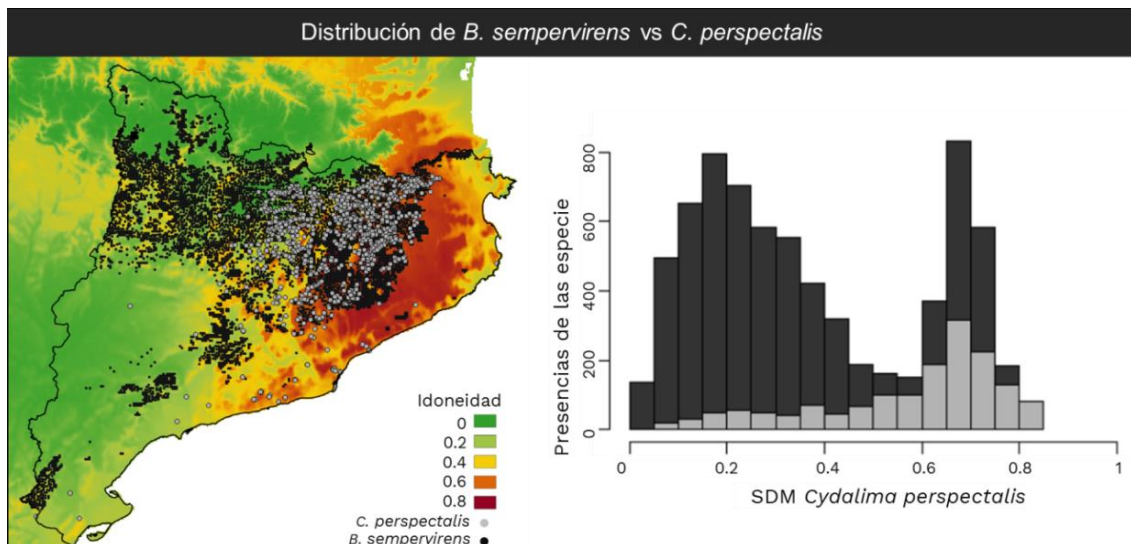 Distribución de B. sempervirens vs C. perspectalis
Idoneidad
0
0.2
0.4
0.6
0.8
C. perspectalis
B. sempervirens
Presencias de las especie
800
600
400
200
0
0 0.2 0.4 0.6 0.8 1
SDM Cydalima perspectalis